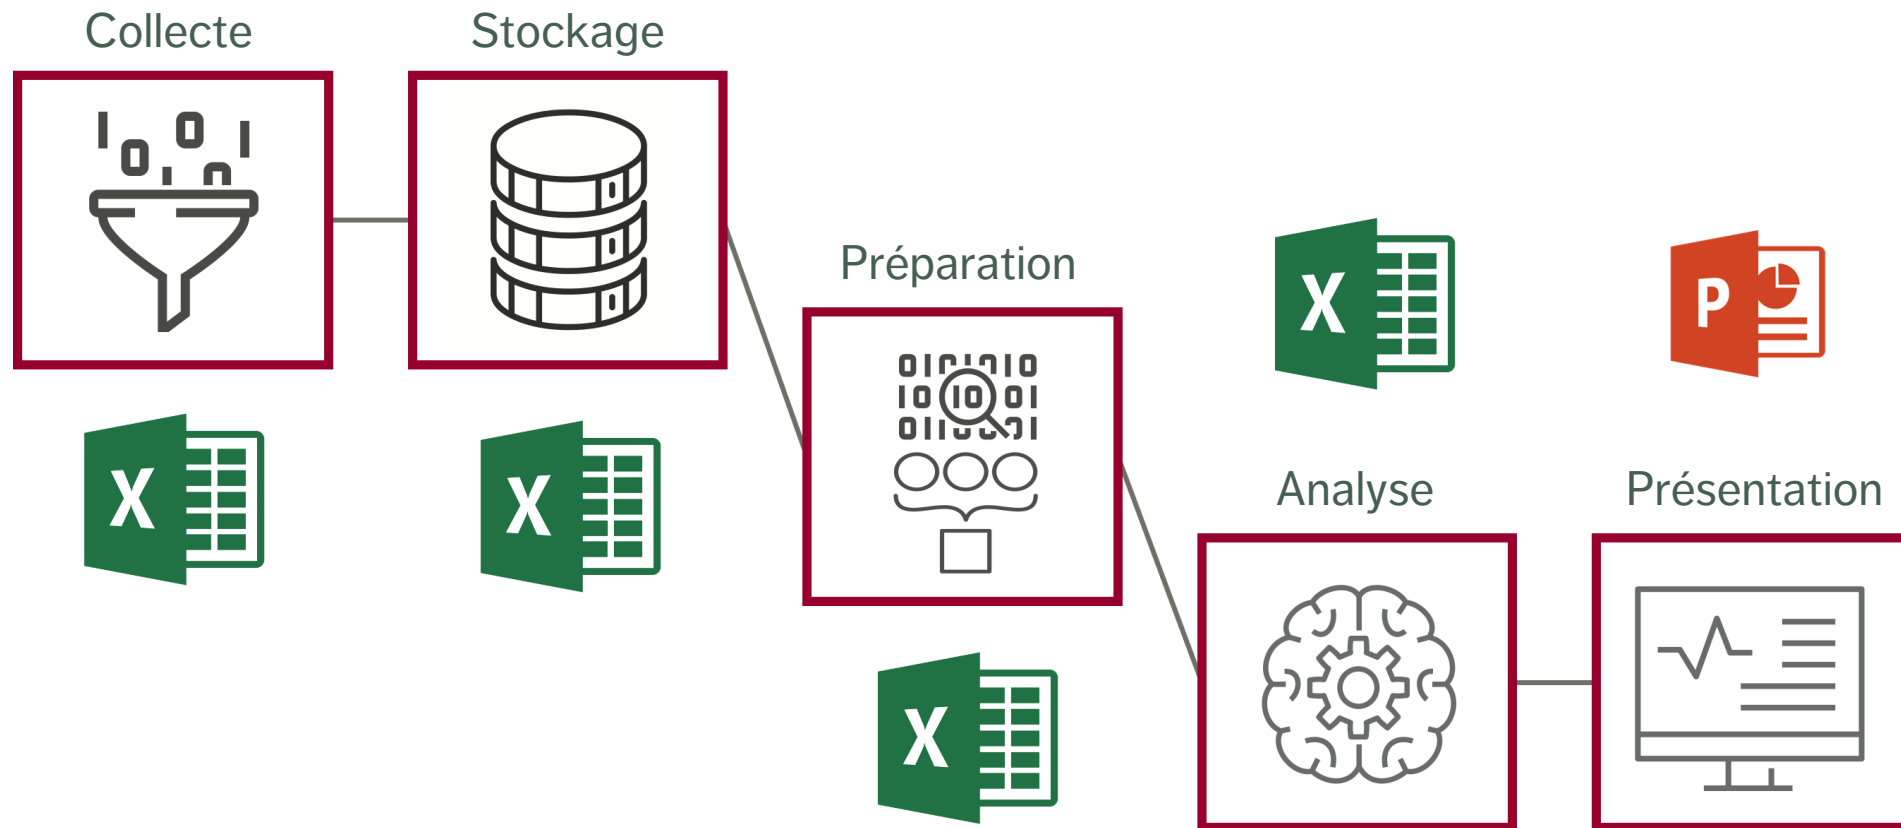 Collecte
Stockage
Préparation
Analyse
Présentation
X
X
X
X
P